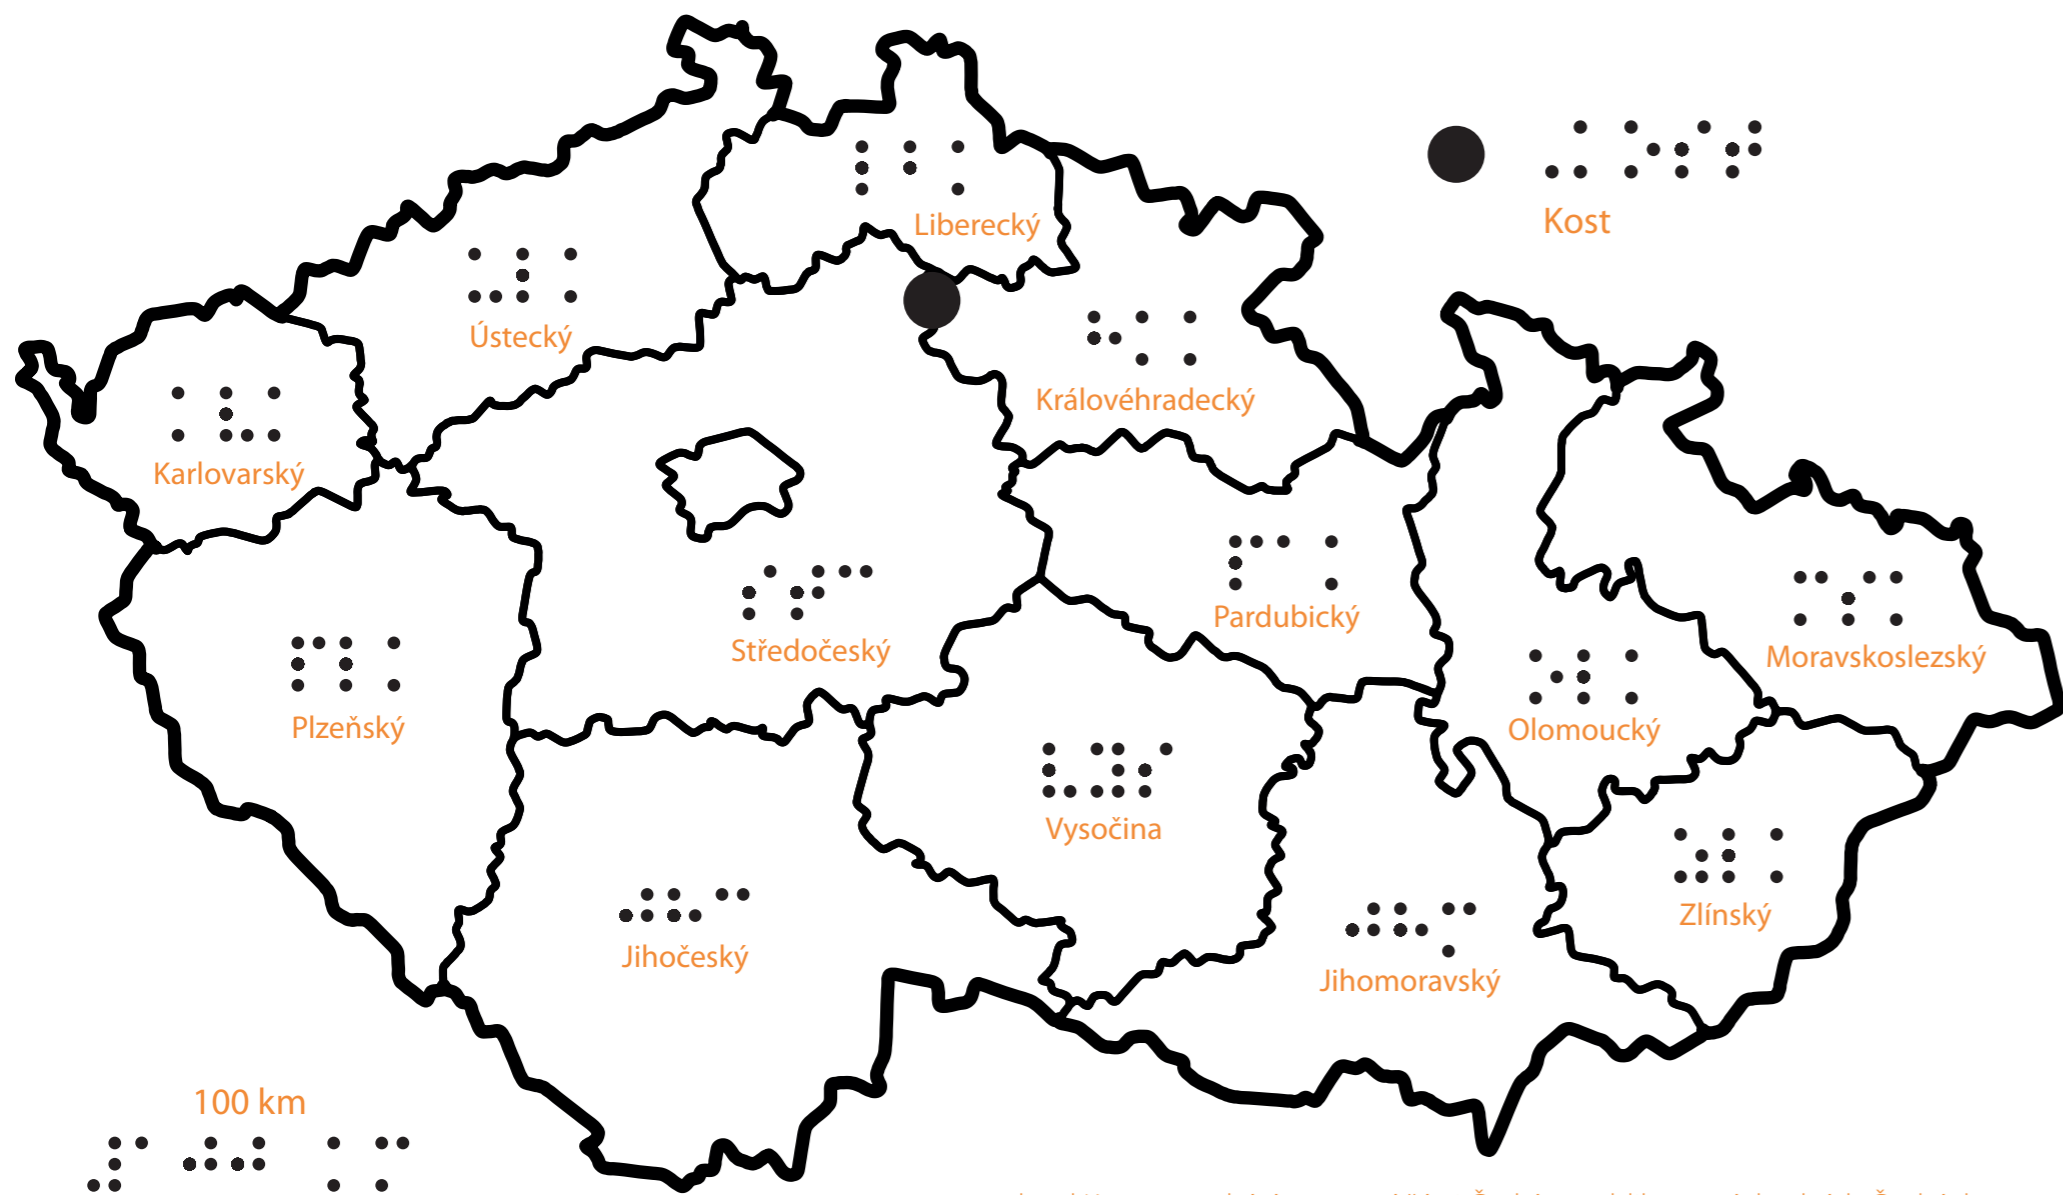 Kost
Liberecký
Ústecký
Královéhradecký
Karlovarský
Pardubický
Středočeský
Moravskoslezský
Plzeňský
Olomoucký
Vysočina
Zlínský
Jihočeský
Jihomoravský
100 km